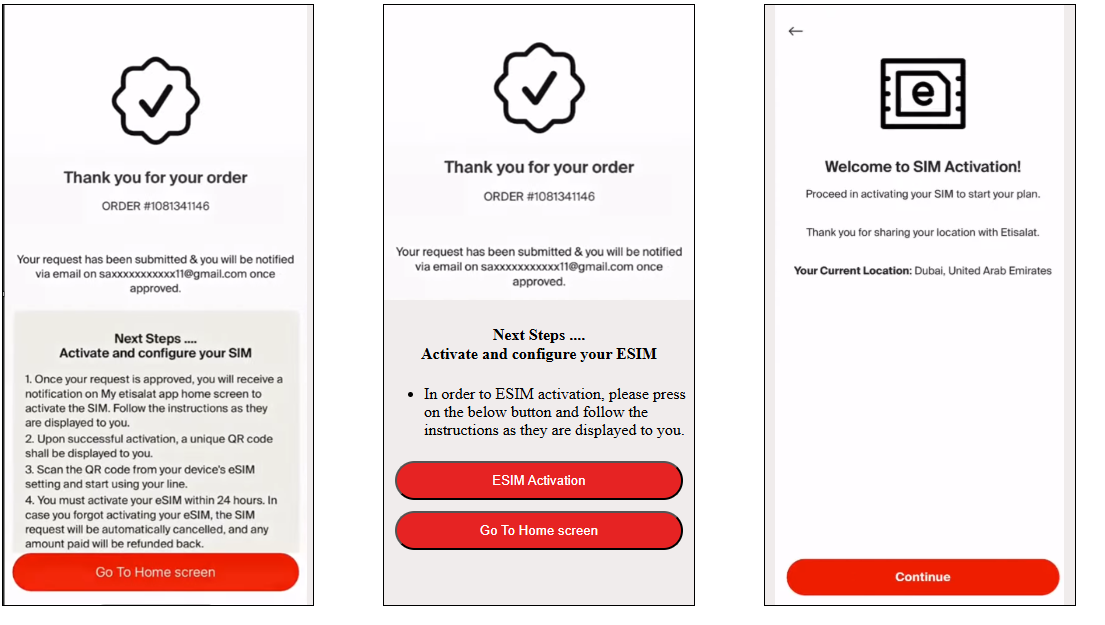 Thank you for your order
ORDER #1081341146
Your request has been submitted & you will be notified
via email on saxxxxxxxxxxx11@gmail.com once
approved.
Next Steps ....
Activate and configure your SIM
1. Once your request is approved, you will receive a
notification on My etisalat app home screen to
activate the SIM. Follow the instructions as they
are displayed to you.
2. Upon successful activation, a unique QR code
shall be displayed to you.
3. Scan the QR code from your device's eSIM
setting and start using your line.
4. You must activate your eSIM within 24 hours. In
case you forgot activating your eSIM, the SIM
request will be automatically cancelled, and any
amount paid will be refunded back.
Go To Home screen
Thank you for your order
ORDER #1081341146
Your request has been submitted & you will be notified
via email on saxxxxxxxxxxx11@gmail.com once
approved.
Next Steps ....
Activate and configure your ESIM
• In order to ESIM activation, please press
on the below button and follow the
instructions as they are displayed to you.
ESIM Activation
Go To Home screen
e
Welcome to SIM Activation!
Proceed in activating your SIM to start your plan.
Thank you for sharing your location with Etisalat.
Your Current Location: Dubai, United Arab Emirates
Continue